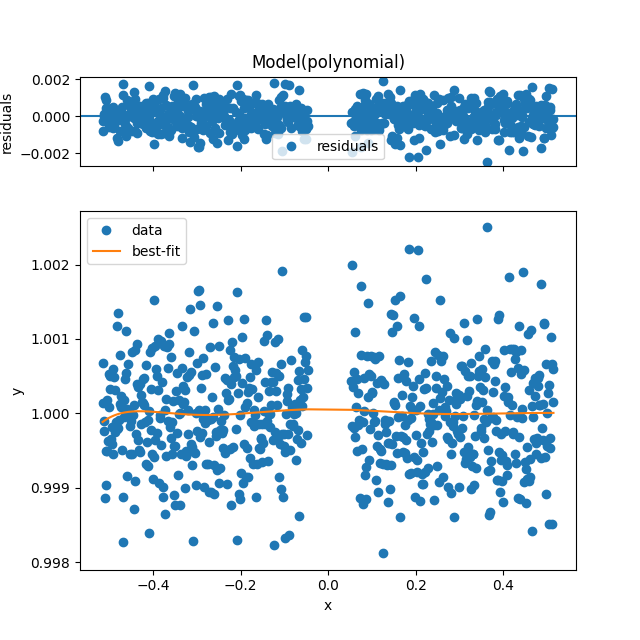 Model(polynomial)
0.002
0.000
−0.002
residuals
residuals
data
best-fit
1.002
1.001
1.000
0.999
0.998
y
−0.4
−0.2
0.0
0.2
0.4
x